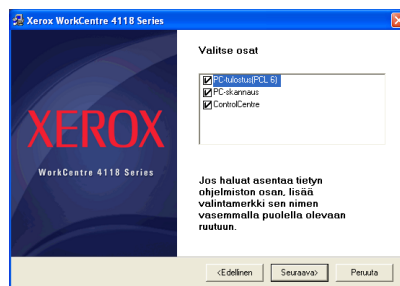 Xerox WorkCentre 4118 Series
Valitse osat
PC-tulostus(PCL 6)
PC-skannaus
ControlCentre
XEROX
WorkCentre 4118 Series
Jos haluat asentaa tietyn
ohjelmiston osan, lisää
valintamerkki sen nimen
vasemmalla puolella olevaan
ruutuun.
<Edellinen
Seuraava>
Peruuta